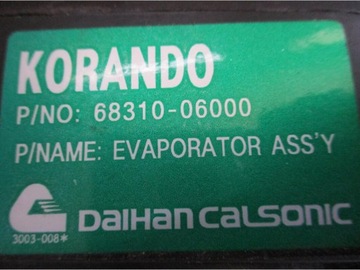 KORANDO
P/NO: 68310-06000
P/NAME: EVAPORATOR ASS'Y
DAIHAN CALSONIC
3003-008*